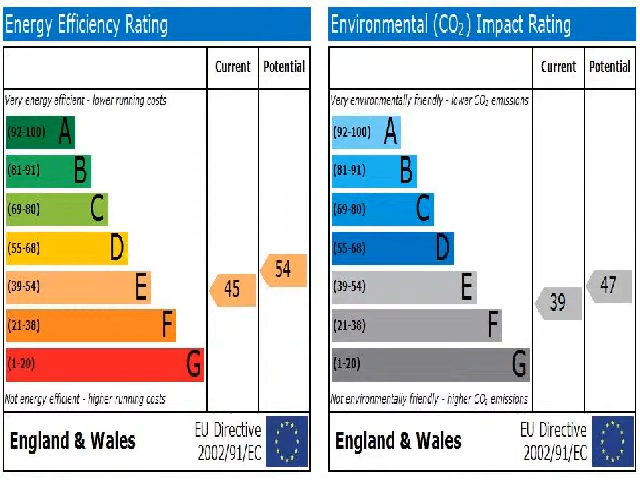 Energy Efficiency Rating
Current Potential
Very energy efficient - lower running costs
(92-100) A
(81-91) B
(69-80) C
(55-68) D
(39-54) E
(21-38) F
(1-20) G
45
54
Not energy efficient - higher running costs
England & Wales
EU Directive
2002/91/EC
Environmental (CO₂) Impact Rating
Current Potential
Very environmentally friendly - lower CO₂ emissions
(92-100) A
(81-91) B
(69-80) C
(55-68) D
(39-54) E
(21-38) F
(1-20) G
39
47
Not environmentally friendly - higher CO₂ emissions
England & Wales
EU Directive
2002/91/EC